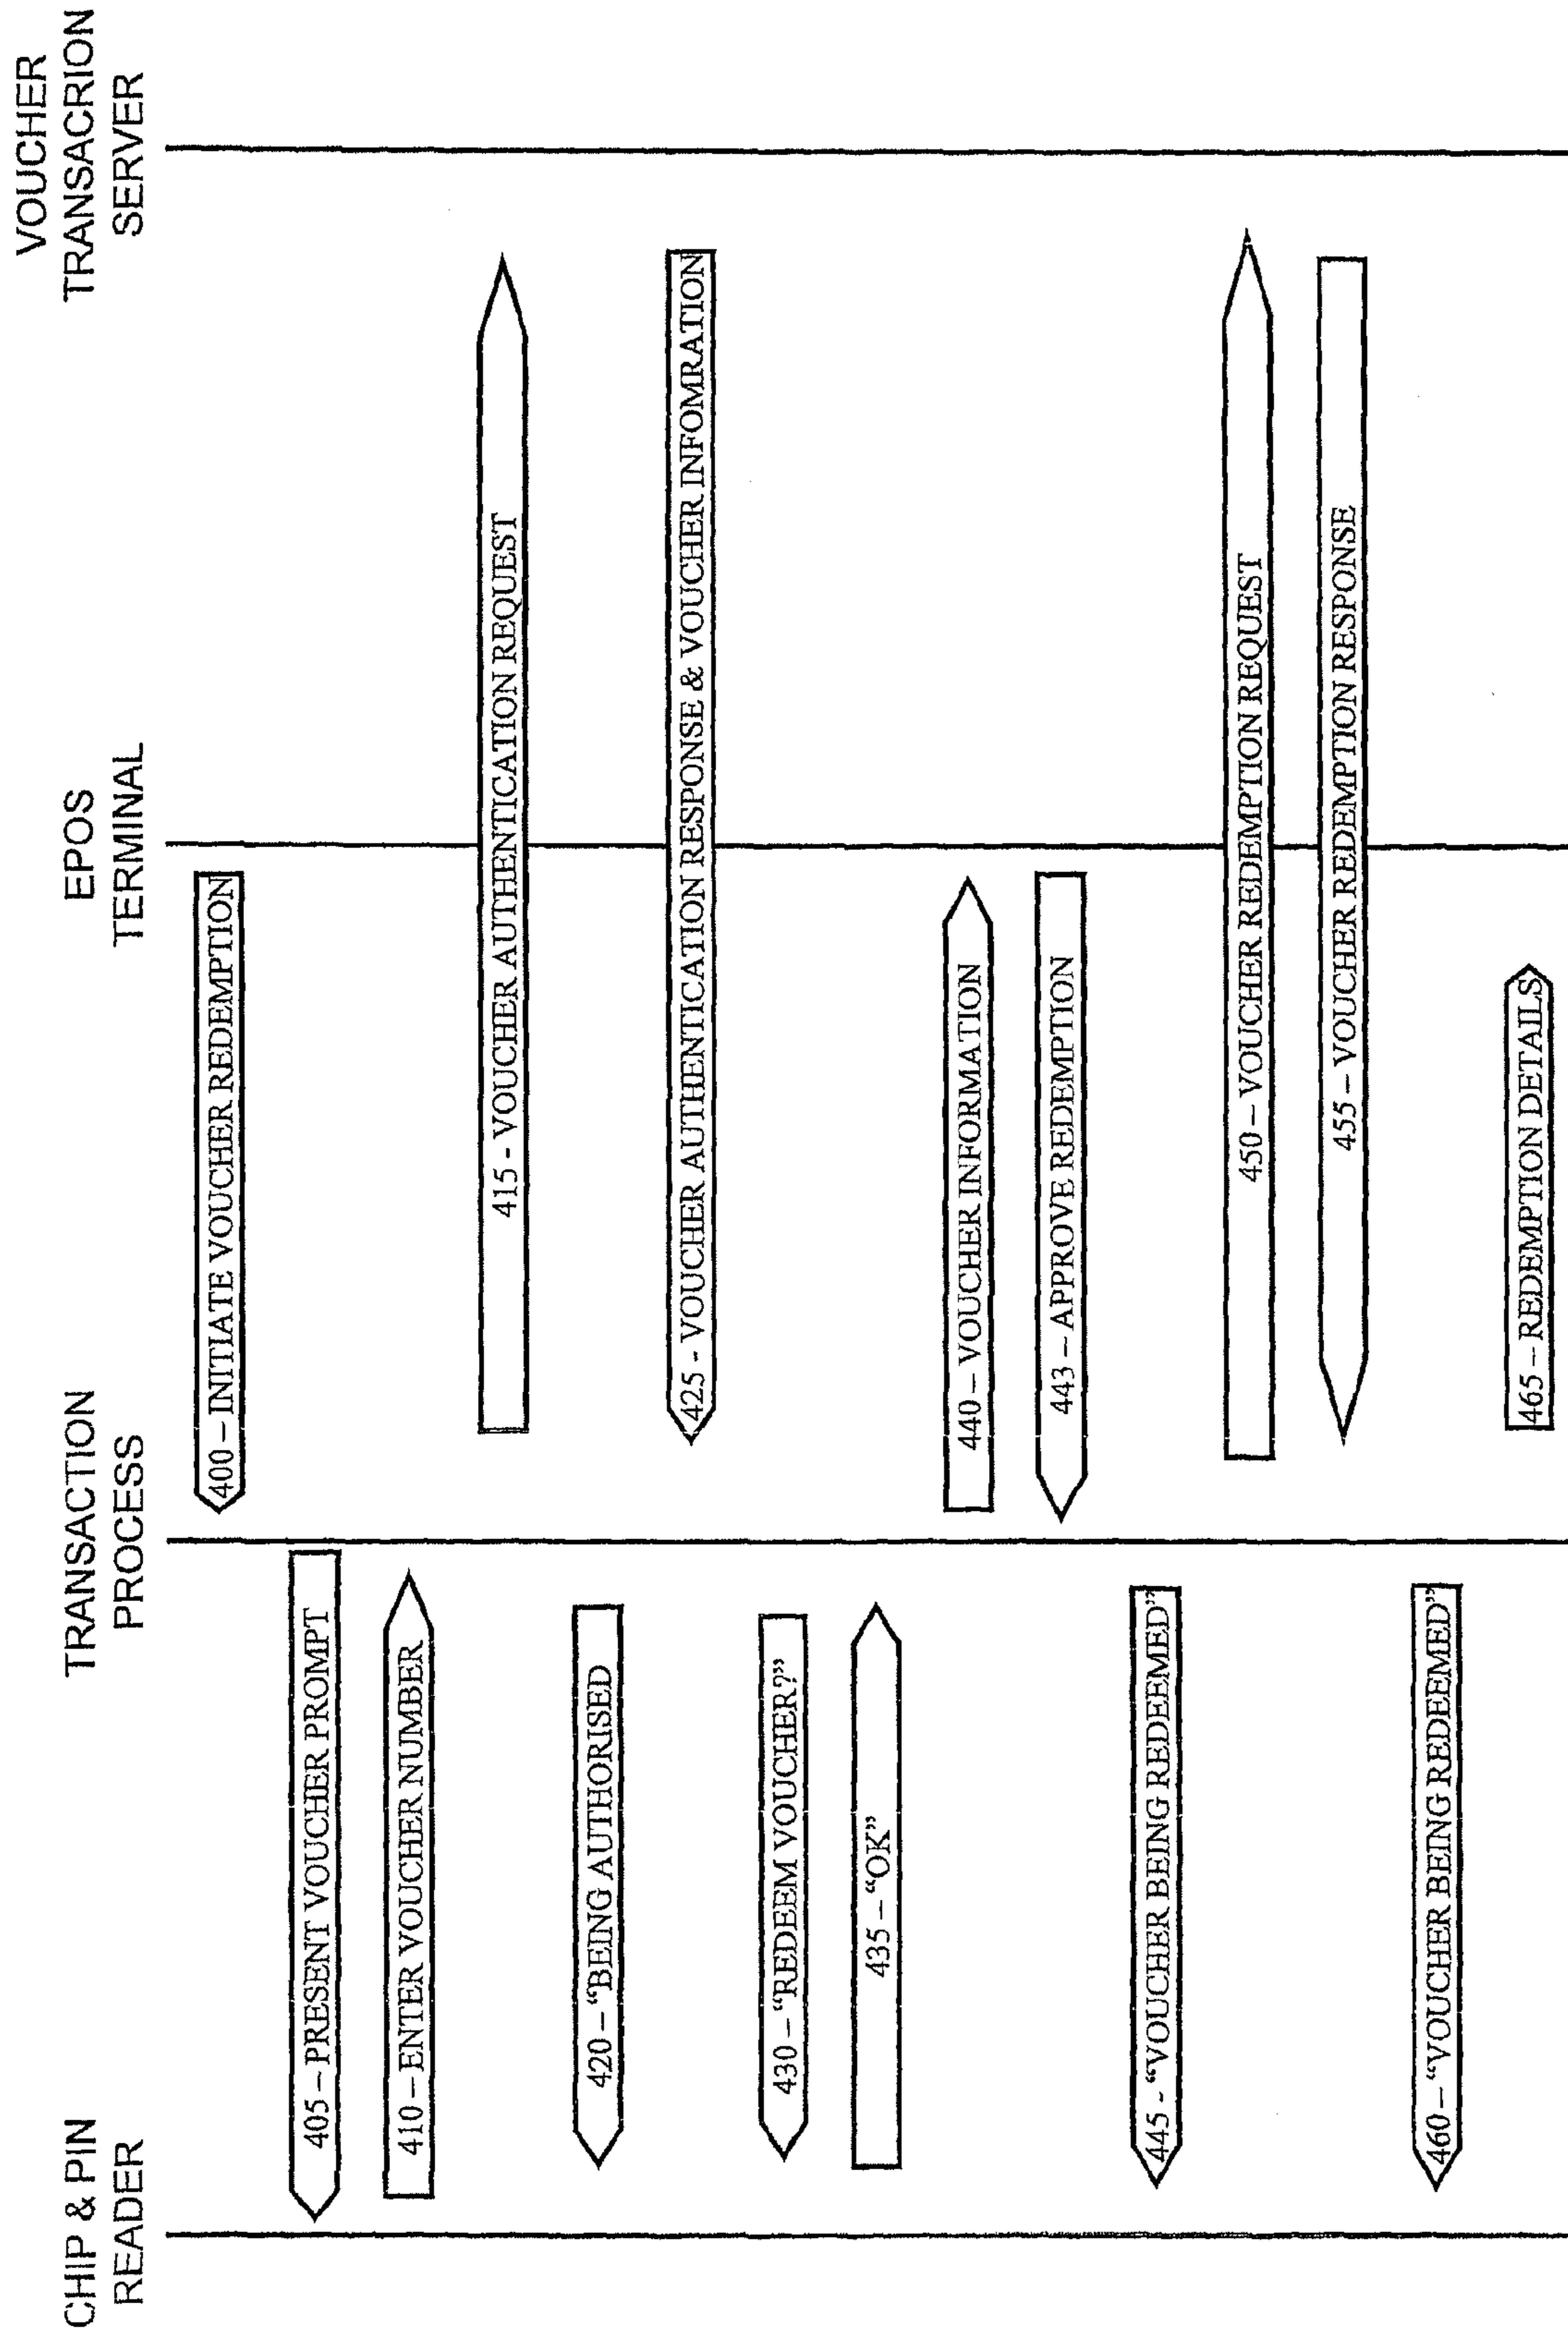 CHIP & PIN
READER
TRANSACTION
PROCESS
EPOS
TERMINAL
VOUCHER
TRANSACRION
SERVER
400 – INITIATE VOUCHER REDEMPTION
405 – PRESENT VOUCHER PROMPT
410 – ENTER VOUCHER NUMBER
415 - VOUCHER AUTHENTICATION REQUEST
420 – “BEING AUTHORISED
425 - VOUCHER AUTHENTICATION RESPONSE & VOUCHER INFOMRATION
430 – “REDEEM VOUCHER?”
435 – “OK”
440 – VOUCHER INFORMATION
443 – APPROVE REDEMPTION
445 - “VOUCHER BEING REDEEMED”
450 – VOUCHER REDEMPTION REQUEST
455 – VOUCHER REDEMPTION RESPONSE
460 – “VOUCHER BEING REDEEMED”
465 – REDEMPTION DETAILS